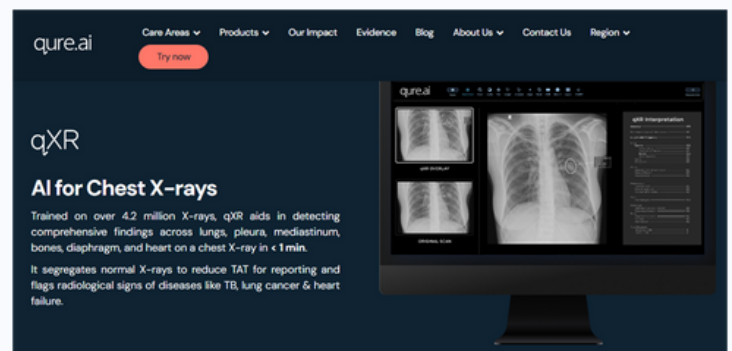 qure.ai
Care Areas Products Our Impact Evidence Blog About Us Contact Us Region
Try now
qXR
AI for Chest X-rays
Trained on over 4.2 million X-rays, qXR aids in detecting
comprehensive findings across lungs, pleura, mediastinum,
bones, diaphragm, and heart on a chest X-ray in < 1 min.
It segregates normal X-rays to reduce TAT for reporting and
flags radiological signs of diseases like TB, lung cancer & heart
failure.
qure.ai
qXR Interpretation
qXR OVERLAY
ORIGINAL SCAN